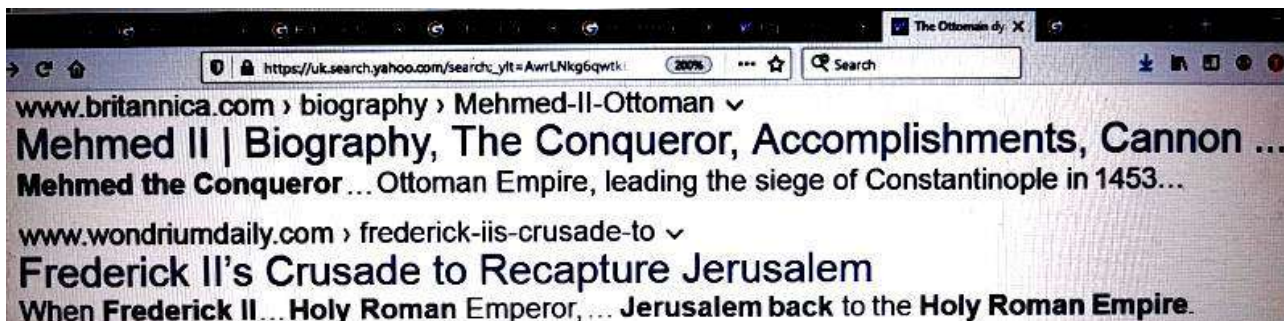 The Ottomain dy
https://uk.search.yahoo.com/search;_ylt=AwrLNkg6qwtk
200%
Search
www.britannica.com › biography › Mehmed-II-Ottoman
Mehmed II | Biography, The Conqueror, Accomplishments, Cannon ...
Mehmed the Conqueror... Ottoman Empire, leading the siege of Constantinople in 1453...
www.wondriumdaily.com › frederick-iis-crusade-to
Frederick II's Crusade to Recapture Jerusalem
When Frederick II... Holy Roman Emperor, ... Jerusalem back to the Holy Roman Empire.